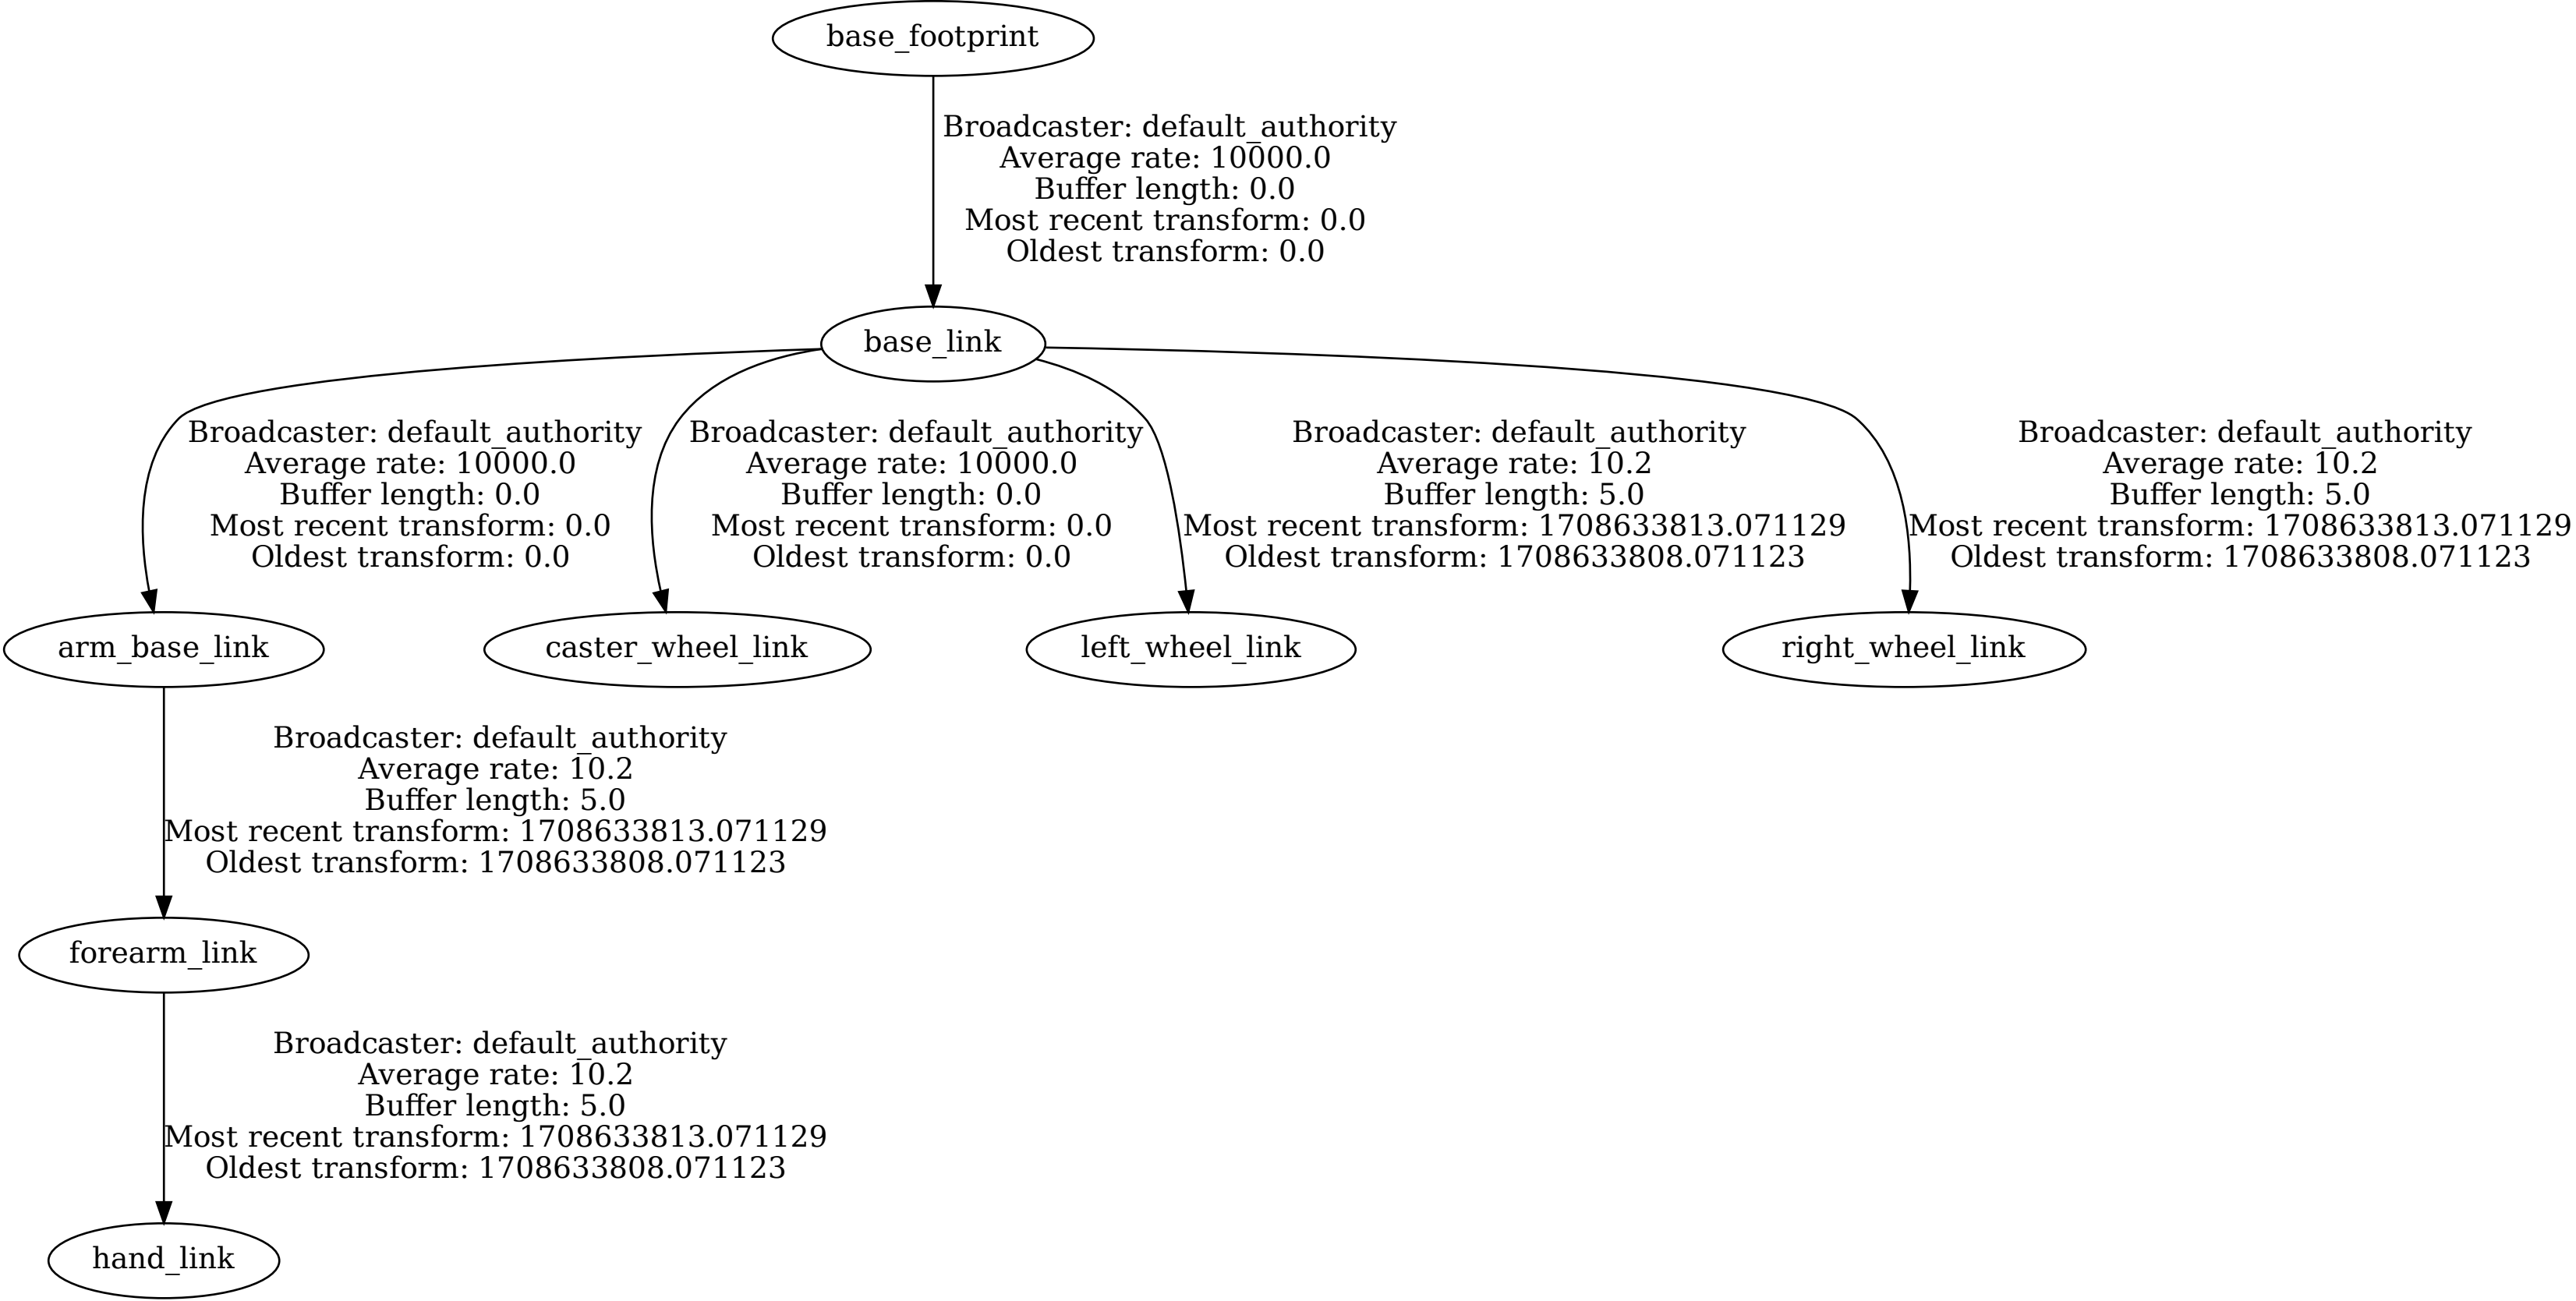 base_footprint
Broadcaster: default_authority
Average rate: 10000.0
Buffer length: 0.0
Most recent transform: 0.0
Oldest transform: 0.0
base_link
Broadcaster: default_authority
Average rate: 10000.0
Buffer length: 0.0
Most recent transform: 0.0
Oldest transform: 0.0
Broadcaster: default_authority
Average rate: 10000.0
Buffer length: 0.0
Most recent transform: 0.0
Oldest transform: 0.0
Broadcaster: default_authority
Average rate: 10.2
Buffer length: 5.0
Most recent transform: 1708633813.071129
Oldest transform: 1708633808.071123
Broadcaster: default_authority
Average rate: 10.2
Buffer length: 5.0
Most recent transform: 1708633813.071129
Oldest transform: 1708633808.071123
arm_base_link
caster_wheel_link
left_wheel_link
right_wheel_link
Broadcaster: default_authority
Average rate: 10.2
Buffer length: 5.0
Most recent transform: 1708633813.071129
Oldest transform: 1708633808.071123
forearm_link
Broadcaster: default_authority
Average rate: 10.2
Buffer length: 5.0
Most recent transform: 1708633813.071129
Oldest transform: 1708633808.071123
hand_link